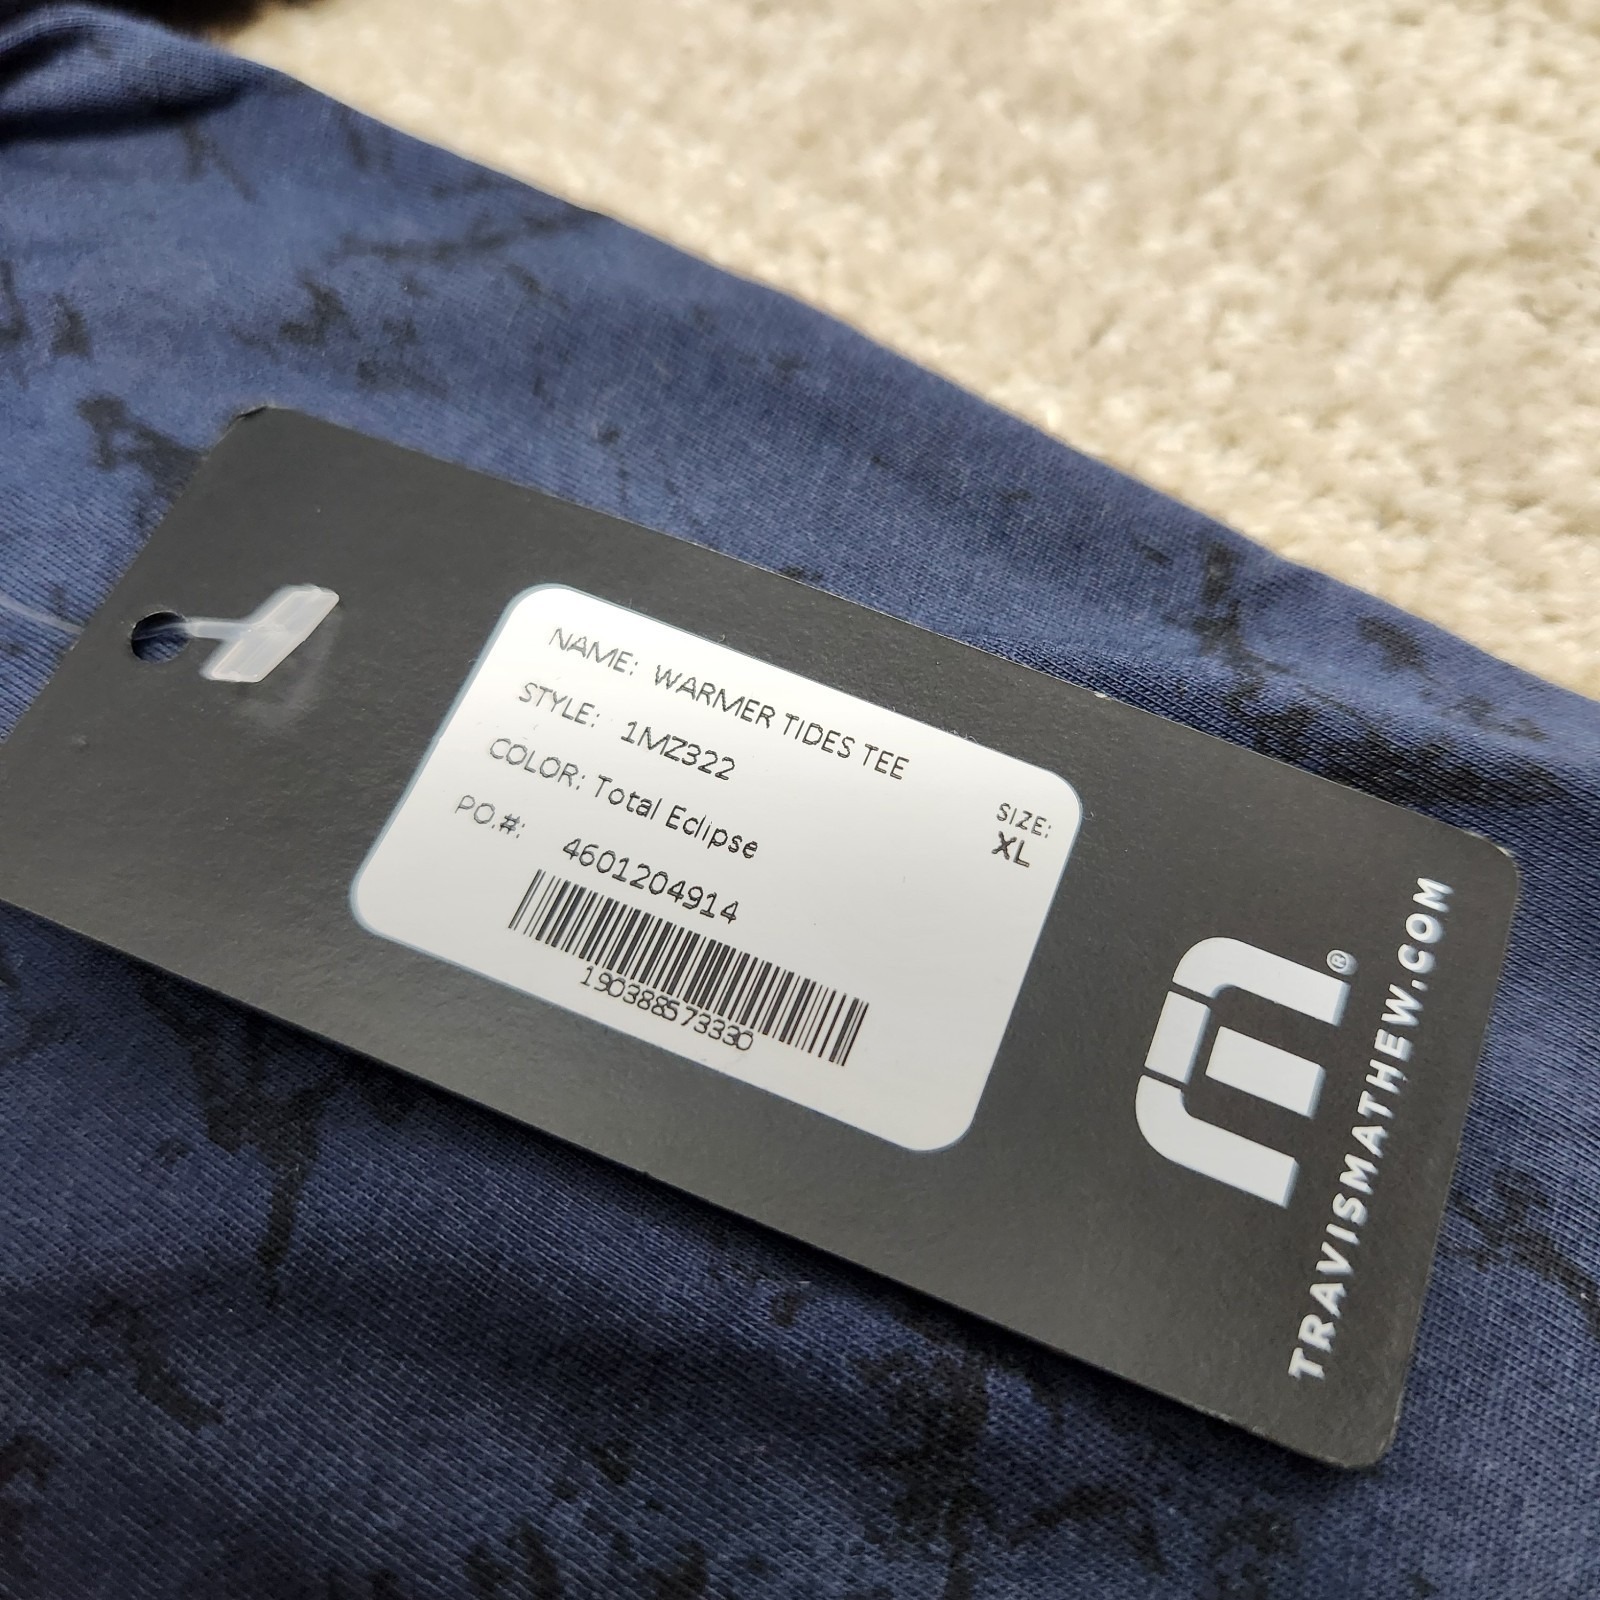 NAME: WARMER TIDES TEE
STYLE: 1MZ322
COLOR: Total Eclipse
PO.#: 4601204914
SIZE:
XL
190388573330
®
TRAVISMATHEW.COM